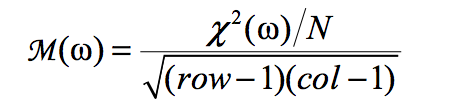 ℳ(ω) = χ²(ω)/N / √(row−1)(col−1)